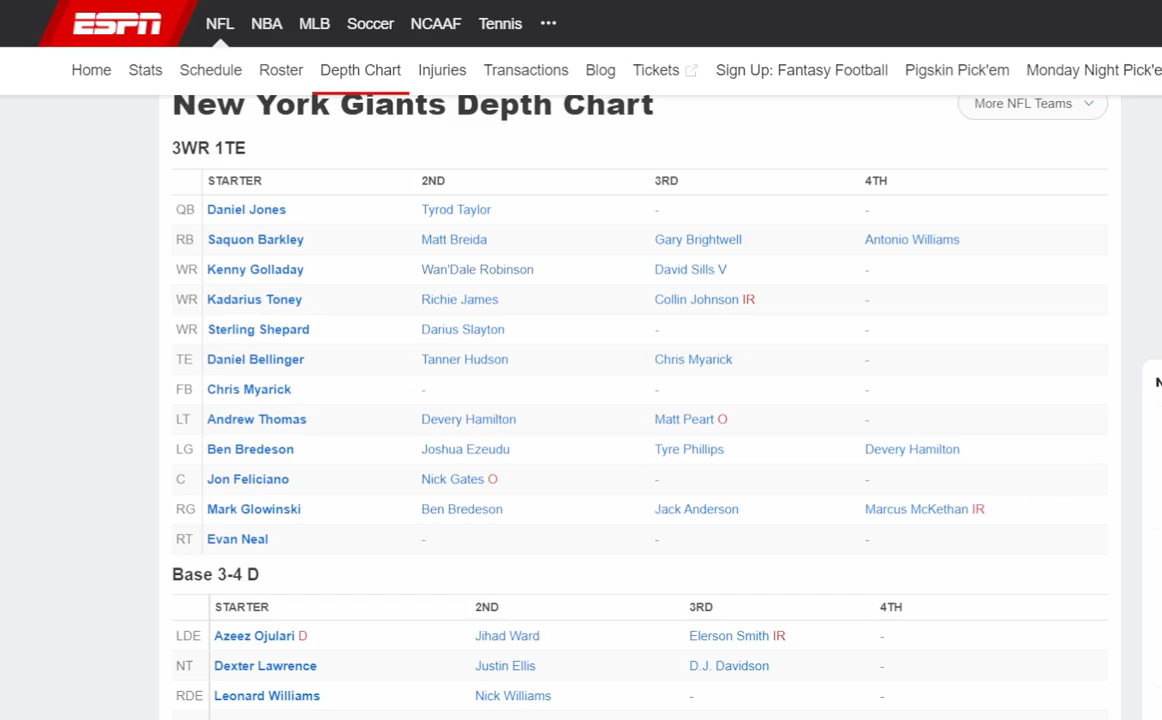 ESPN NFL NBA MLB Soccer NCAAF Tennis •••
Home Stats Schedule Roster Depth Chart Injuries Transactions Blog Tickets Sign Up: Fantasy Football Pigskin Pick'em Monday Night Pick'e
New York Giants Depth Chart More NFL Teams
3WR 1TE
STARTER 2ND 3RD 4TH
QB Daniel Jones Tyrod Taylor - -
RB Saquon Barkley Matt Breida Gary Brightwell Antonio Williams
WR Kenny Golladay Wan'Dale Robinson David Sills V -
WR Kadarius Toney Richie James Collin Johnson IR -
WR Sterling Shepard Darius Slayton - -
TE Daniel Bellinger Tanner Hudson Chris Myarick -
FB Chris Myarick - - -
LT Andrew Thomas Devery Hamilton Matt Peart O -
LG Ben Bredeson Joshua Ezeudu Tyre Phillips Devery Hamilton
C Jon Feliciano Nick Gates O - -
RG Mark Glowinski Ben Bredeson Jack Anderson Marcus McKethan IR
RT Evan Neal - - -
Base 3-4 D
STARTER 2ND 3RD 4TH
LDE Azeez Ojulari D Jihad Ward Elerson Smith IR -
NT Dexter Lawrence Justin Ellis D.J. Davidson -
RDE Leonard Williams Nick Williams - -